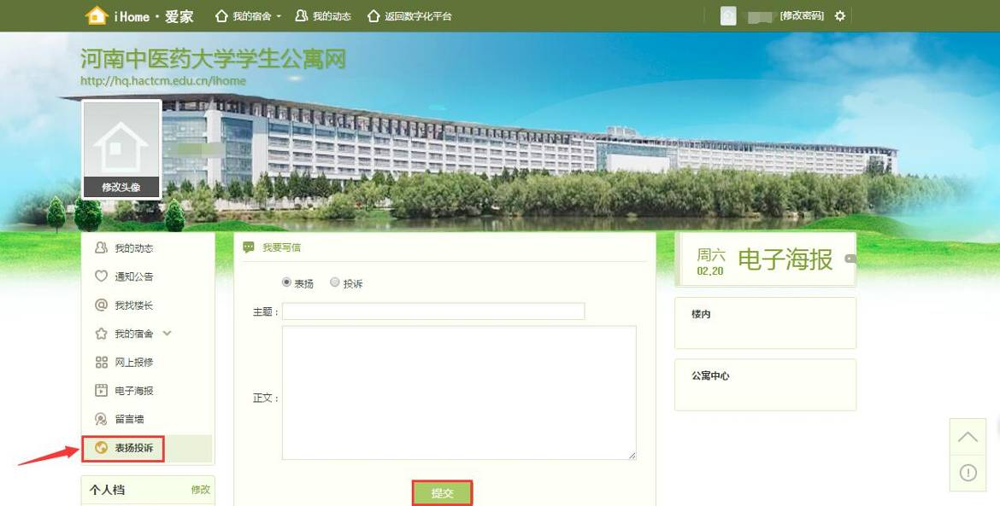 iHome·爱家 我的宿舍 我的动态 返回数字化平台 [修改密码]
河南中医药大学学生公寓网
http://hq.hactcm.edu.cn/ihome
修改头像
我的动态
通知公告
我找楼长
我的宿舍
网上报修
电子海报
留言墙
表扬投诉
个人档 修改
我要写信
表扬 投诉
主题：
正文：
提交
周六 电子海报
02.20
楼内
公寓中心